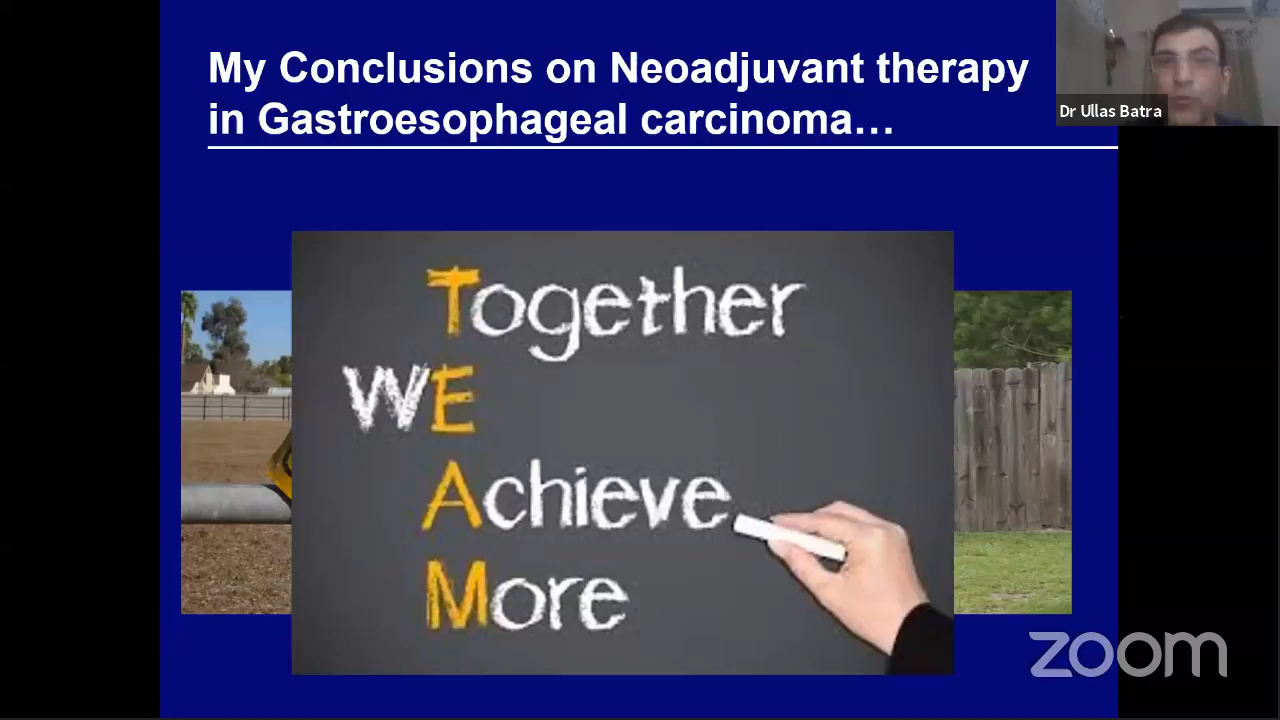 My Conclusions on Neoadjuvant therapy
in Gastroesophageal carcinoma…
Dr Ullas Batra
Together
WE
Achieve
More
zoom